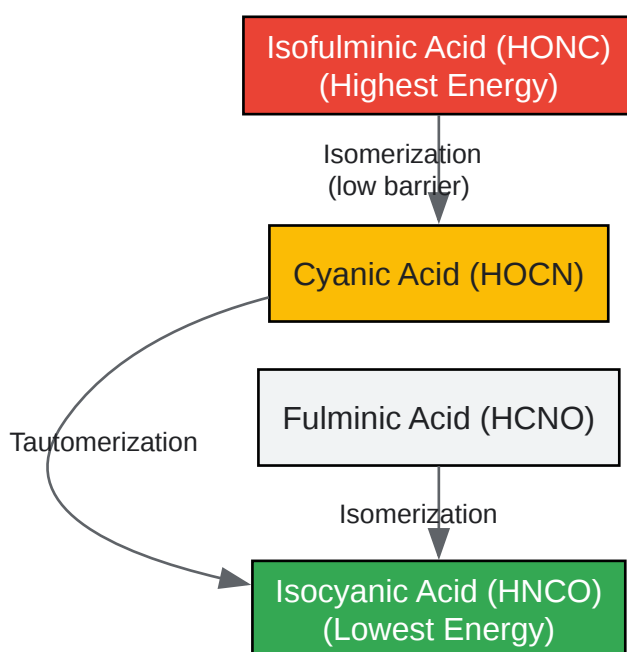 Isofulminic Acid (HONC)
(Highest Energy)
Isomerization
(low barrier)
Cyanic Acid (HOCN)
Fulminic Acid (HCNO)
Tautomerization
Isomerization
Isocyanic Acid (HNCO)
(Lowest Energy)